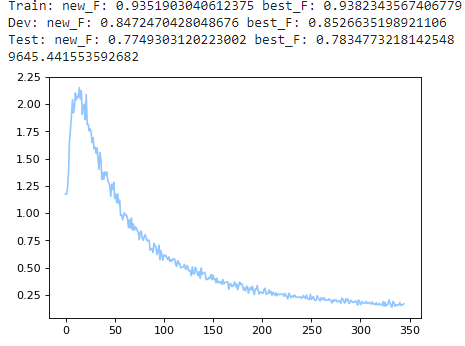 Train: new_F: 0.9351903040612375 best_F: 0.9382343567406779
Dev: new_F: 0.8472470428048676 best_F: 0.8526635198921106
Test: new_F: 0.7749303120223002 best_F: 0.7834773218142548
9645.441553592682
2.25
2.00
1.75
1.50
1.25
1.00
0.75
0.50
0.25
0 50 100 150 200 250 300 350